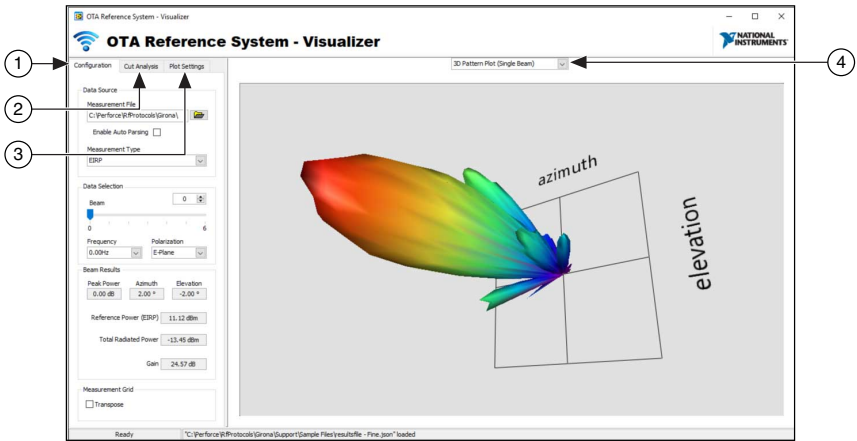 OTA Reference System - Visualizer
OTA Reference System - Visualizer
NATIONAL
INSTRUMENTS
1
Configuration Cut Analysis Plot Settings
3D Pattern Plot (Single Beam)
4
2
3
Data Source
Measurement File
C:\Perforce\RfProtocols\Girona\
Enable Auto Parsing
Measurement Type
EIRP
Data Selection
Beam
0
0 6
Frequency Polarization
0.00Hz E-Plane
Beam Results
Peak Power Azimuth Elevation
0.00 dB 2.00 ° -2.00 °
Reference Power (EIRP) 11.12 dBm
Total Radiated Power -13.45 dBm
Gain 24.57 dB
Measurement Grid
Transpose
azimuth
elevation
Ready "C:\Perforce\RfProtocols\Girona\Support\Sample Files\resultsfile - Fine.json" loaded